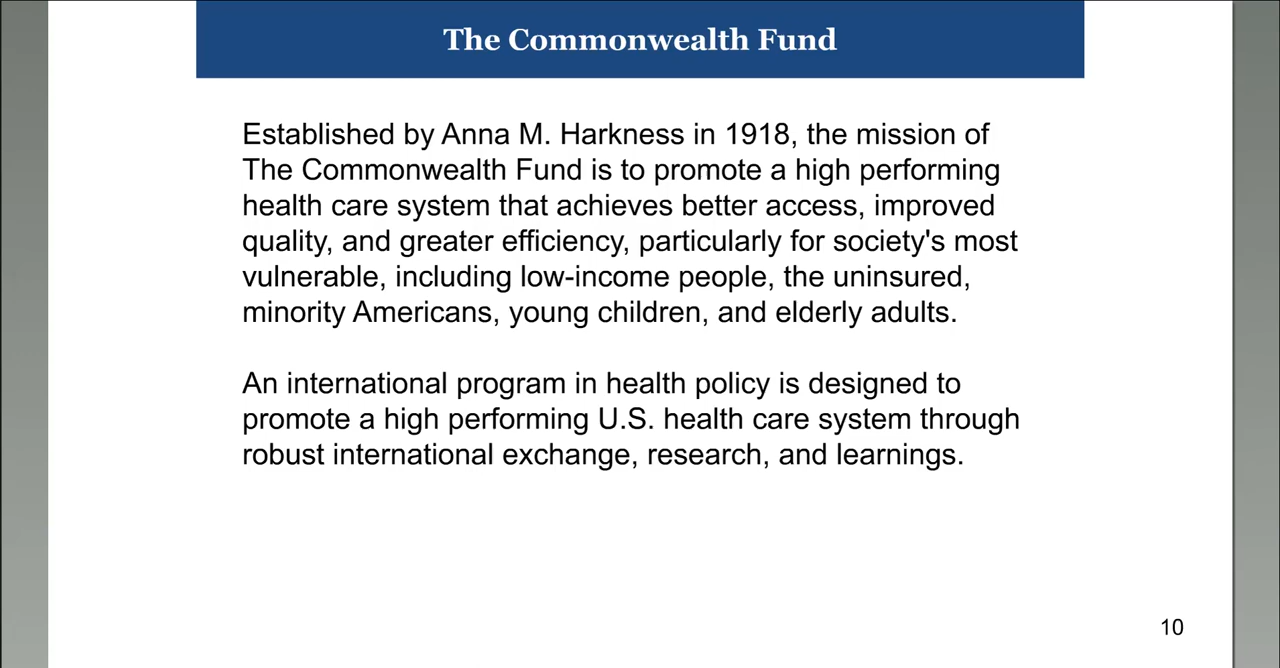 The Commonwealth Fund
Established by Anna M. Harkness in 1918, the mission of
The Commonwealth Fund is to promote a high performing
health care system that achieves better access, improved
quality, and greater efficiency, particularly for society's most
vulnerable, including low-income people, the uninsured,
minority Americans, young children, and elderly adults.
An international program in health policy is designed to
promote a high performing U.S. health care system through
robust international exchange, research, and learnings.
10